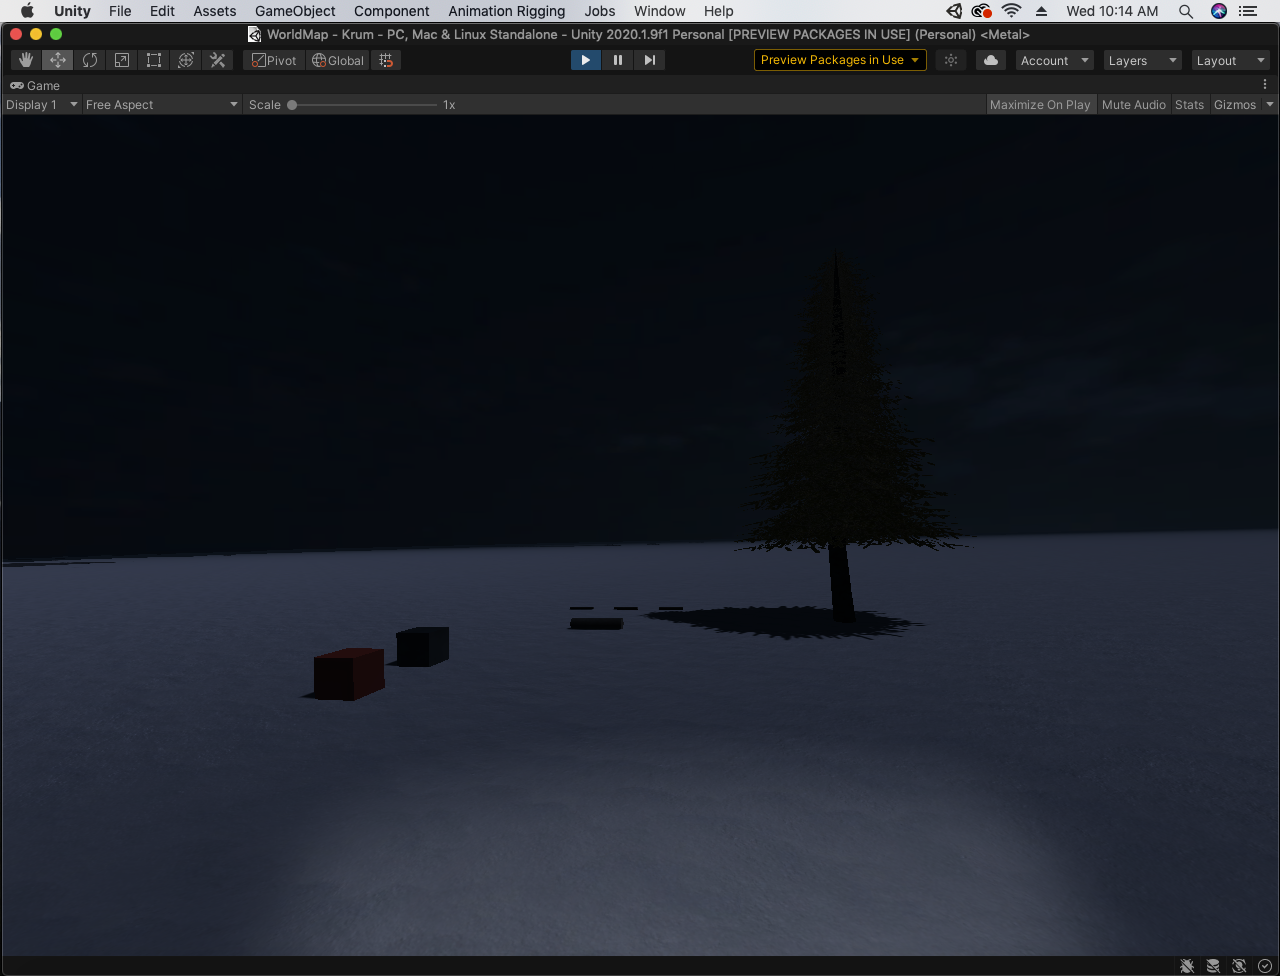 Unity File Edit Assets GameObject Component Animation Rigging Jobs Window Help Wed 10:14 AM
WorldMap - Krum - PC, Mac & Linux Standalone - Unity 2020.1.9f1 Personal [PREVIEW PACKAGES IN USE] (Personal) <Metal>
Pivot Global Preview Packages in Use Account Layers Layout
Game
Display 1 Free Aspect Scale 1x Maximize On Play Mute Audio Stats Gizmos